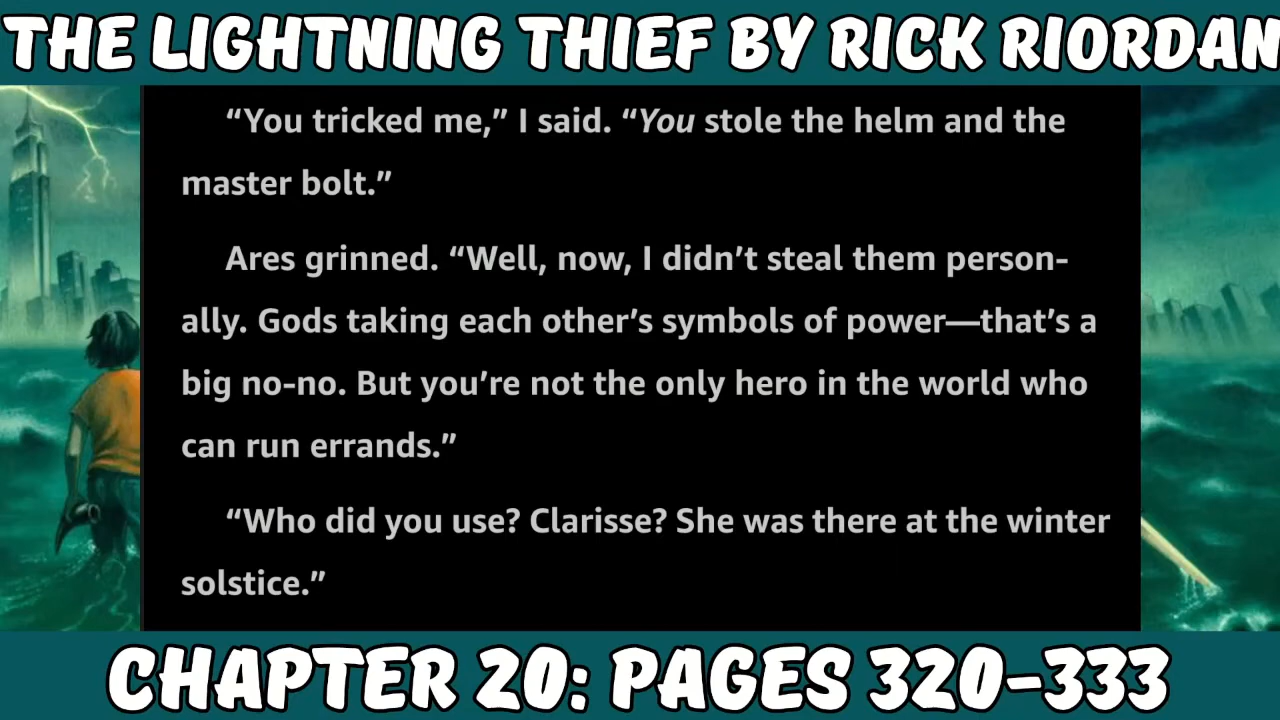 THE LIGHTNING THIEF BY RICK RIORDAN
“You tricked me,” I said. “You stole the helm and the
master bolt.”
Ares grinned. “Well, now, I didn’t steal them person-
ally. Gods taking each other’s symbols of power—that’s a
big no-no. But you’re not the only hero in the world who
can run errands.”
“Who did you use? Clarisse? She was there at the winter
solstice.”
CHAPTER 20: PAGES 320-333